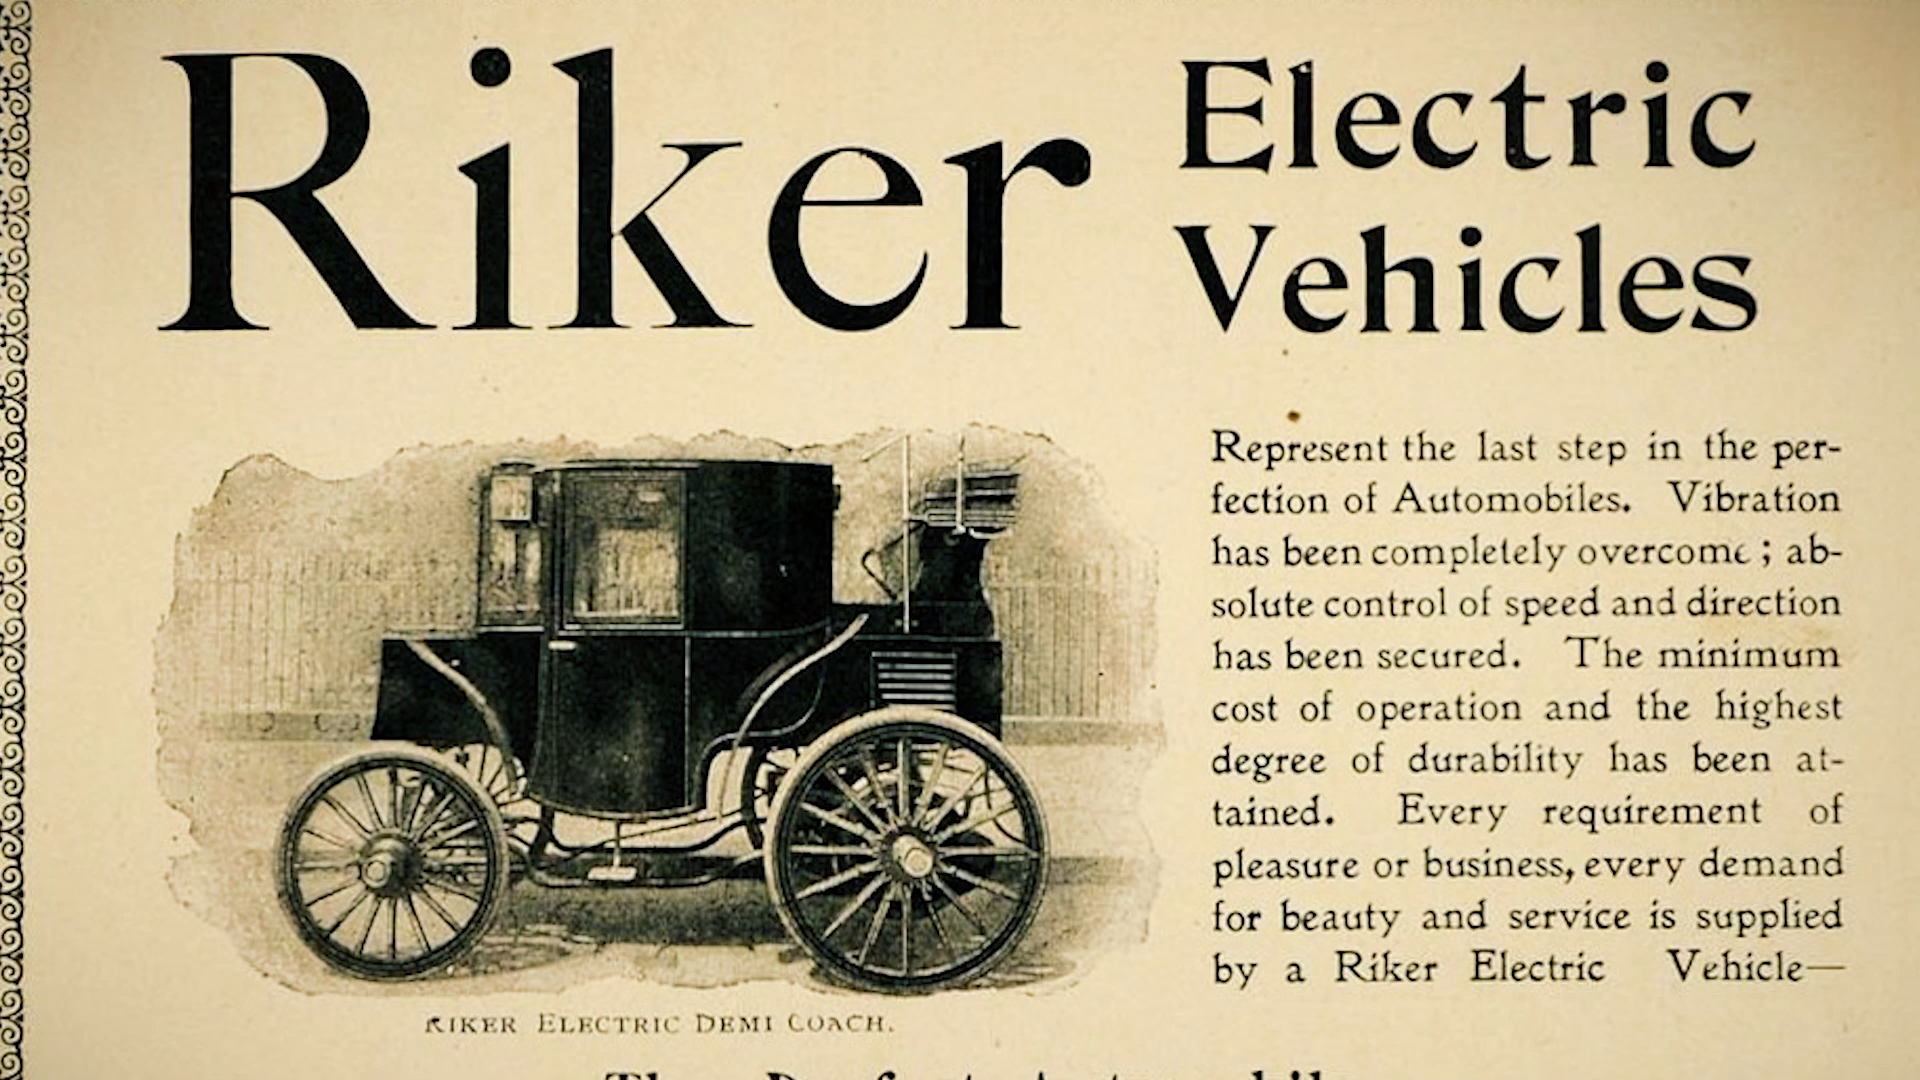 Riker
Electric
Vehicles
Represent the last step in the per-
fection of Automobiles. Vibration
has been completely overcome; ab-
solute control of speed and direction
has been secured. The minimum
cost of operation and the highest
degree of durability has been at-
tained. Every requirement of
pleasure or business, every demand
for beauty and service is supplied
by a Riker Electric Vehicle—
RIKER ELECTRIC DEMI COACH.